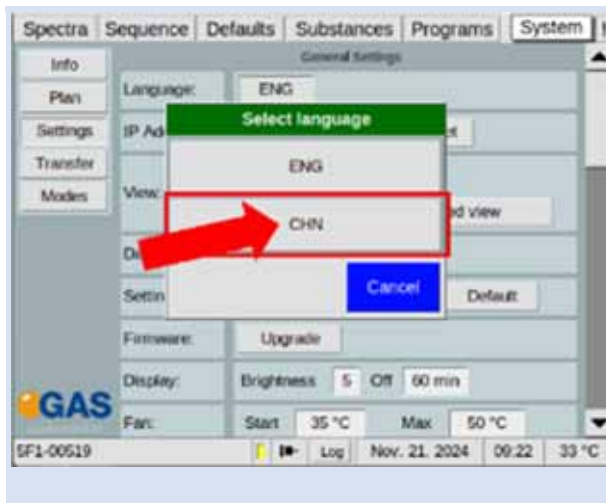 Spectra Sequence Defaults Substances Programs System
Info
General Settings
Plan
Language: ENG
Settings
Select language
ENG
Transfer
Modes
View:
CHN
ed view
Cancel
Default
Firmware: Upgrade
Display: Brightness 5 Off 60 min
GAS
Fan: Start 35 °C Max 50 °C
5F1-00519 Log Nov. 21. 2024 09:22 33 °C